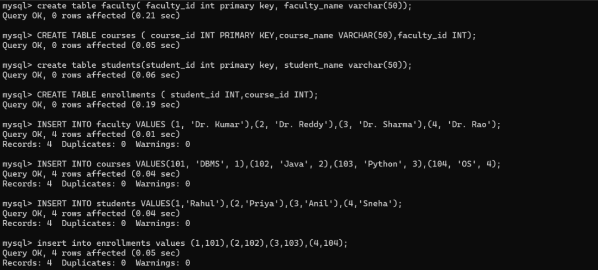 mysql> create table faculty( faculty_id int primary key, faculty_name varchar(50));
Query OK, 0 rows affected (0.21 sec)
mysql> CREATE TABLE courses ( course_id INT PRIMARY KEY,course_name VARCHAR(50),faculty_id INT);
Query OK, 0 rows affected (0.05 sec)
mysql> create table students(student_id int primary key, student_name varchar(50));
Query OK, 0 rows affected (0.06 sec)
mysql> CREATE TABLE enrollments ( student_id INT,course_id INT);
Query OK, 0 rows affected (0.19 sec)
mysql> INSERT INTO faculty VALUES (1, 'Dr. Kumar'),(2, 'Dr. Reddy'),(3, 'Dr. Sharma'),(4, 'Dr. Rao');
Query OK, 4 rows affected (0.01 sec)
Records: 4  Duplicates: 0  Warnings: 0
mysql> INSERT INTO courses VALUES(101, 'DBMS', 1),(102, 'Java', 2),(103, 'Python', 3),(104, 'OS', 4);
Query OK, 4 rows affected (0.04 sec)
Records: 4  Duplicates: 0  Warnings: 0
mysql> INSERT INTO students VALUES(1,'Rahul'),(2,'Priya'),(3,'Anil'),(4,'Sneha');
Query OK, 4 rows affected (0.04 sec)
Records: 4  Duplicates: 0  Warnings: 0
mysql> insert into enrollments values (1,101),(2,102),(3,103),(4,104);
Query OK, 4 rows affected (0.05 sec)
Records: 4  Duplicates: 0  Warnings: 0